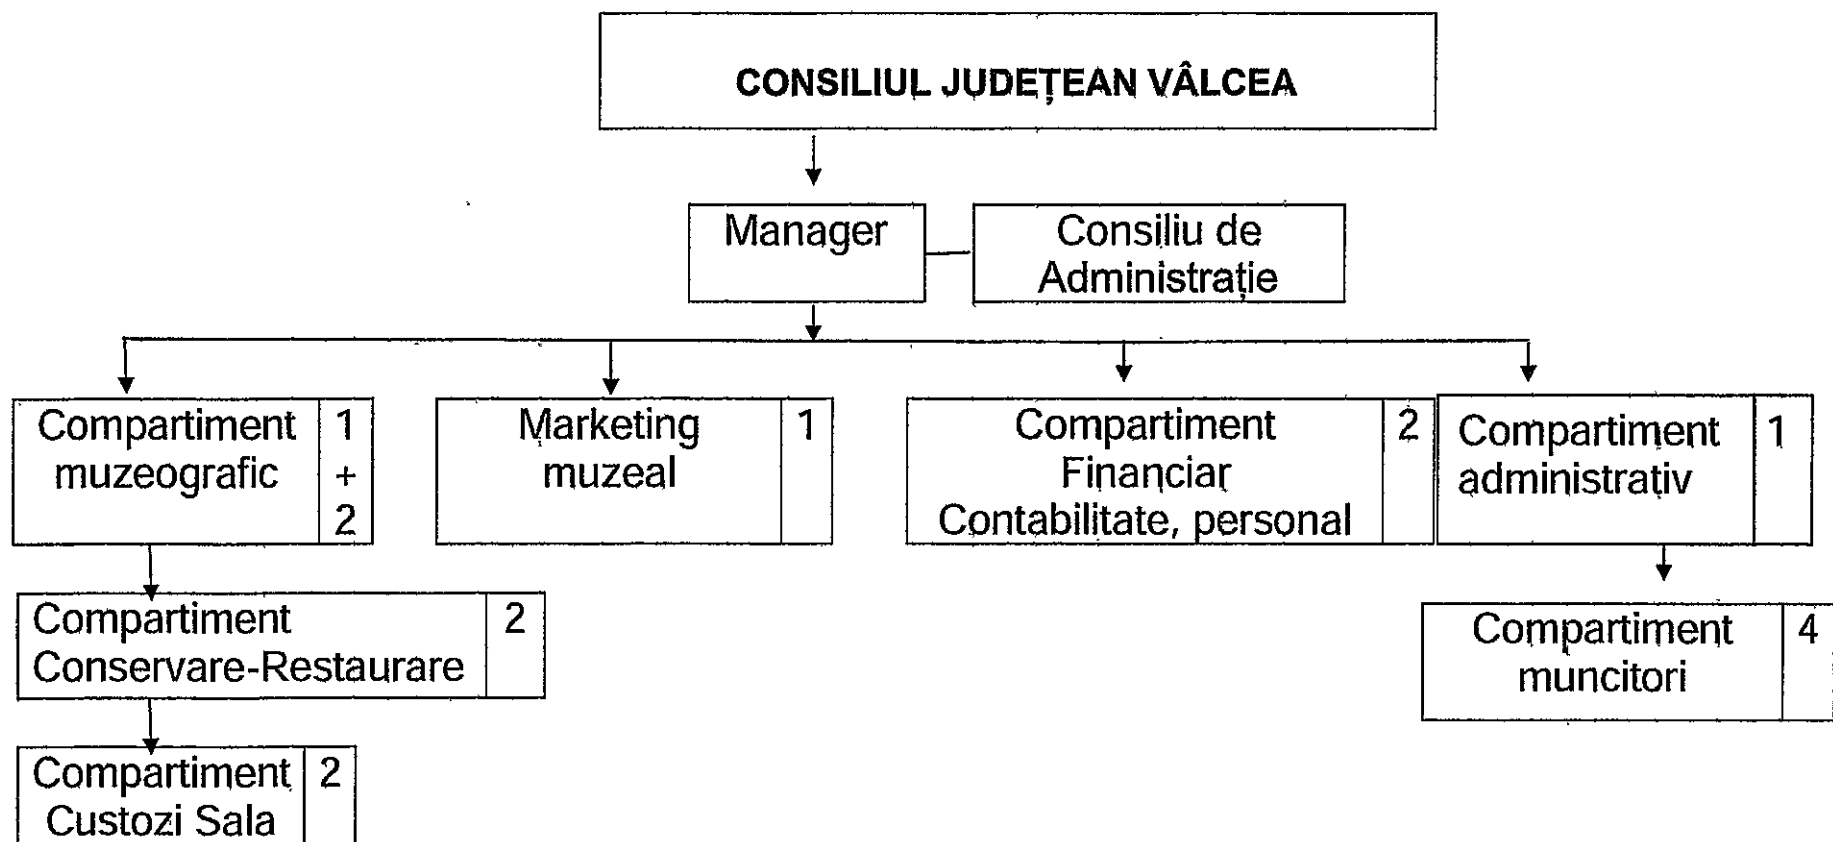 CONSILIUL JUDEȚEAN VÂLCEA
Manager
Consiliu de
Administrație
Compartiment
muzeografic
1
+
2
Marketing
muzeal
1
Compartiment
Financiar
Contabilitate, personal
2
Compartiment
administrativ
1
Compartiment
Conservare-Restaurare
2
Compartiment
muncitori
4
Compartiment
Custozi Sala
2